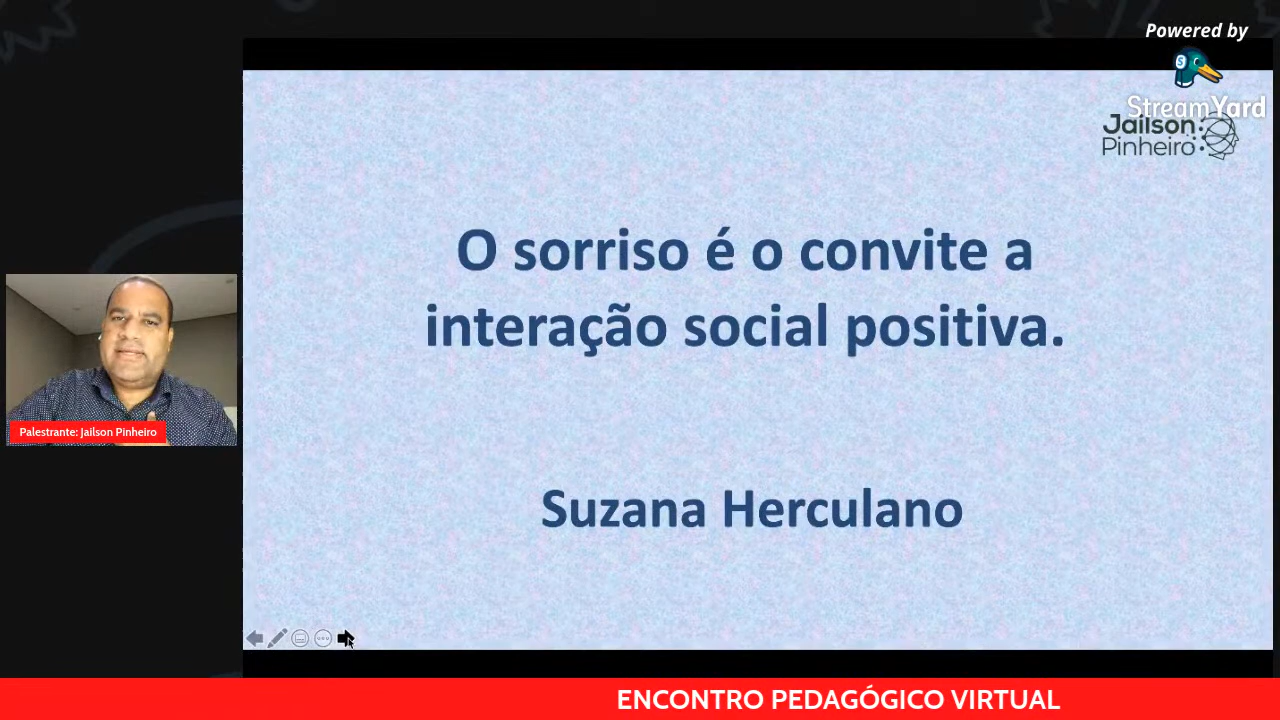 Powered by
StreamYard
Jailson
Pinheiro
O sorriso é o convite a
interação social positiva.
Suzana Herculano
Palestrante: Jailson Pinheiro
ENCONTRO PEDAGÓGICO VIRTUAL